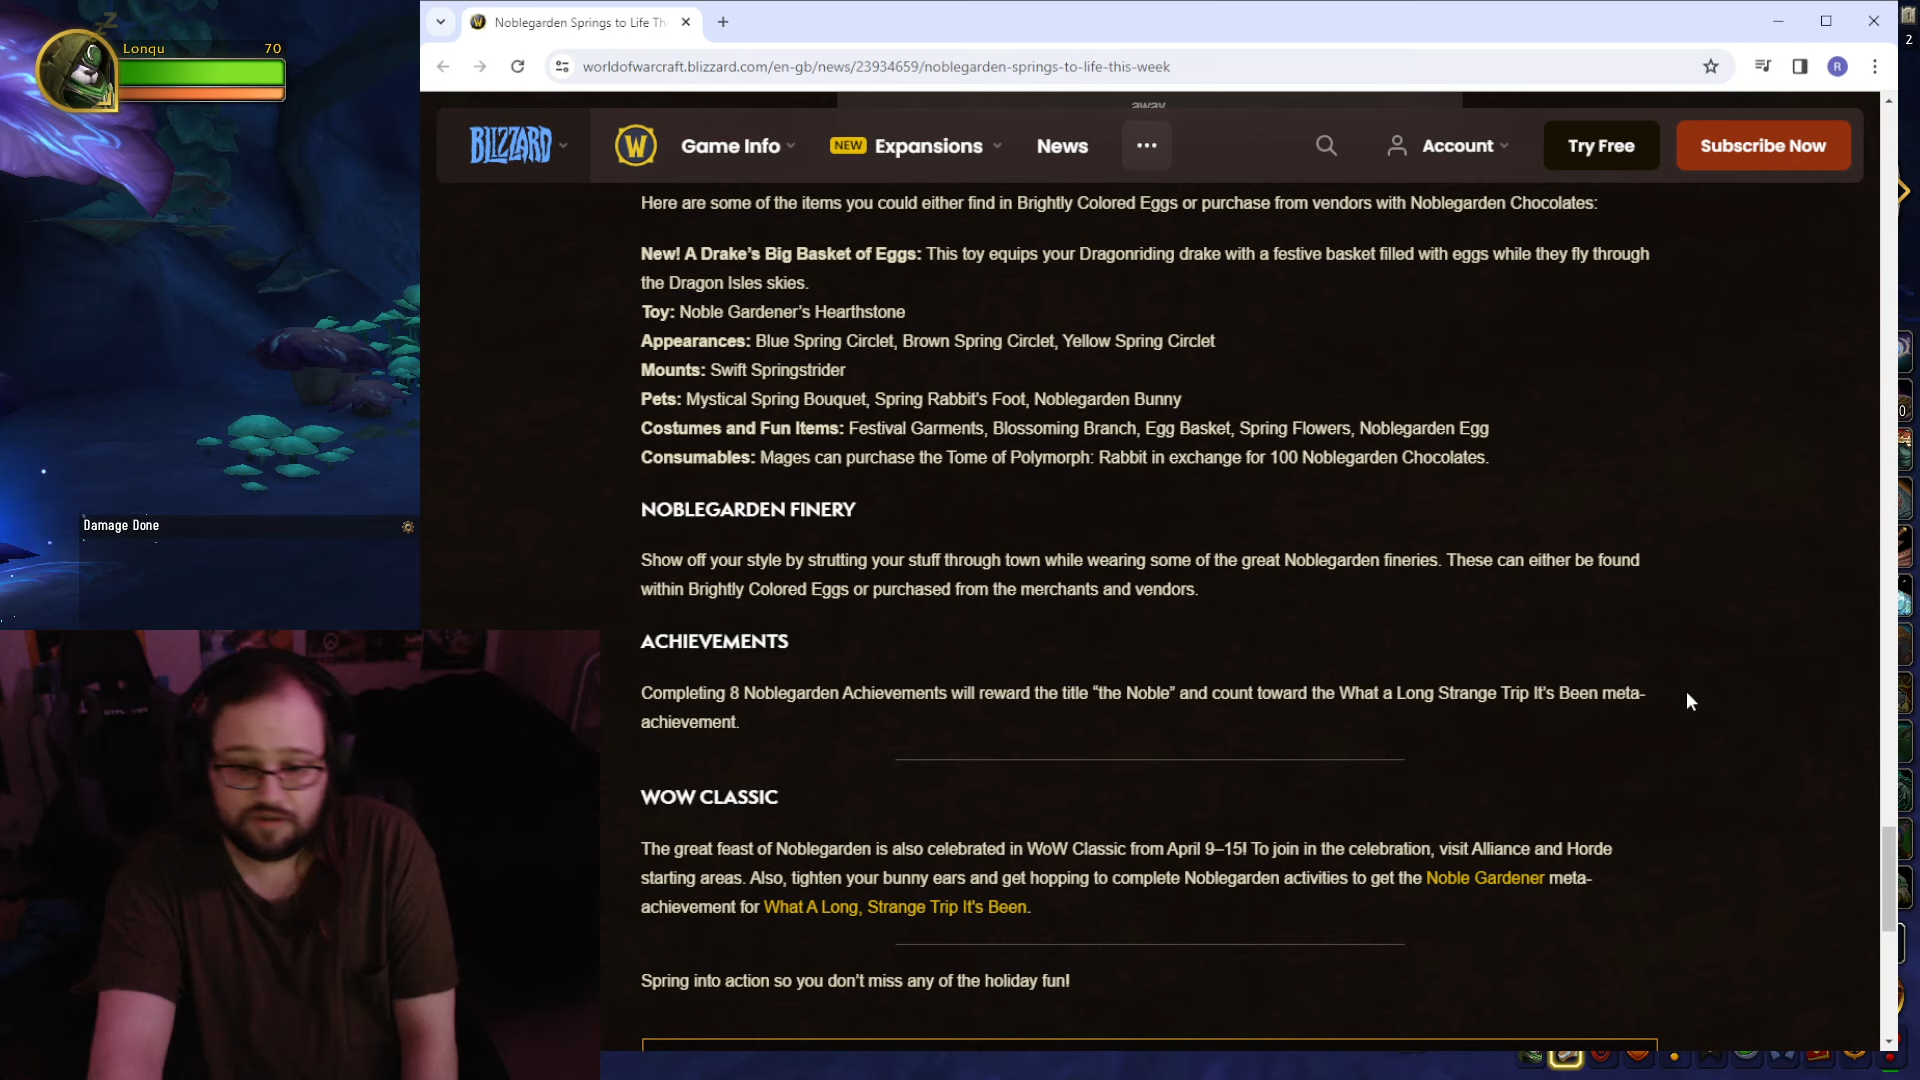 Lonqu 70
Noblegarden Springs to Life Thi
worldofwarcraft.blizzard.com/en-gb/news/23934659/noblegarden-springs-to-life-this-week
R
2
away
BLIZZARD
W
Game Info
NEW Expansions
News
Account
Try Free
Subscribe Now
Here are some of the items you could either find in Brightly Colored Eggs or purchase from vendors with Noblegarden Chocolates:
New! A Drake’s Big Basket of Eggs: This toy equips your Dragonriding drake with a festive basket filled with eggs while they fly through
the Dragon Isles skies.
Toy: Noble Gardener’s Hearthstone
Appearances: Blue Spring Circlet, Brown Spring Circlet, Yellow Spring Circlet
Mounts: Swift Springstrider
Pets: Mystical Spring Bouquet, Spring Rabbit’s Foot, Noblegarden Bunny
Costumes and Fun Items: Festival Garments, Blossoming Branch, Egg Basket, Spring Flowers, Noblegarden Egg
Consumables: Mages can purchase the Tome of Polymorph: Rabbit in exchange for 100 Noblegarden Chocolates.
Damage Done
NOBLEGARDEN FINERY
Show off your style by strutting your stuff through town while wearing some of the great Noblegarden fineries. These can either be found
within Brightly Colored Eggs or purchased from the merchants and vendors.
ACHIEVEMENTS
Completing 8 Noblegarden Achievements will reward the title “the Noble” and count toward the What a Long Strange Trip It’s Been meta-
achievement.
WOW CLASSIC
The great feast of Noblegarden is also celebrated in WoW Classic from April 9–15! To join in the celebration, visit Alliance and Horde
starting areas. Also, tighten your bunny ears and get hopping to complete Noblegarden activities to get the Noble Gardener meta-
achievement for What A Long, Strange Trip It's Been.
Spring into action so you don’t miss any of the holiday fun!